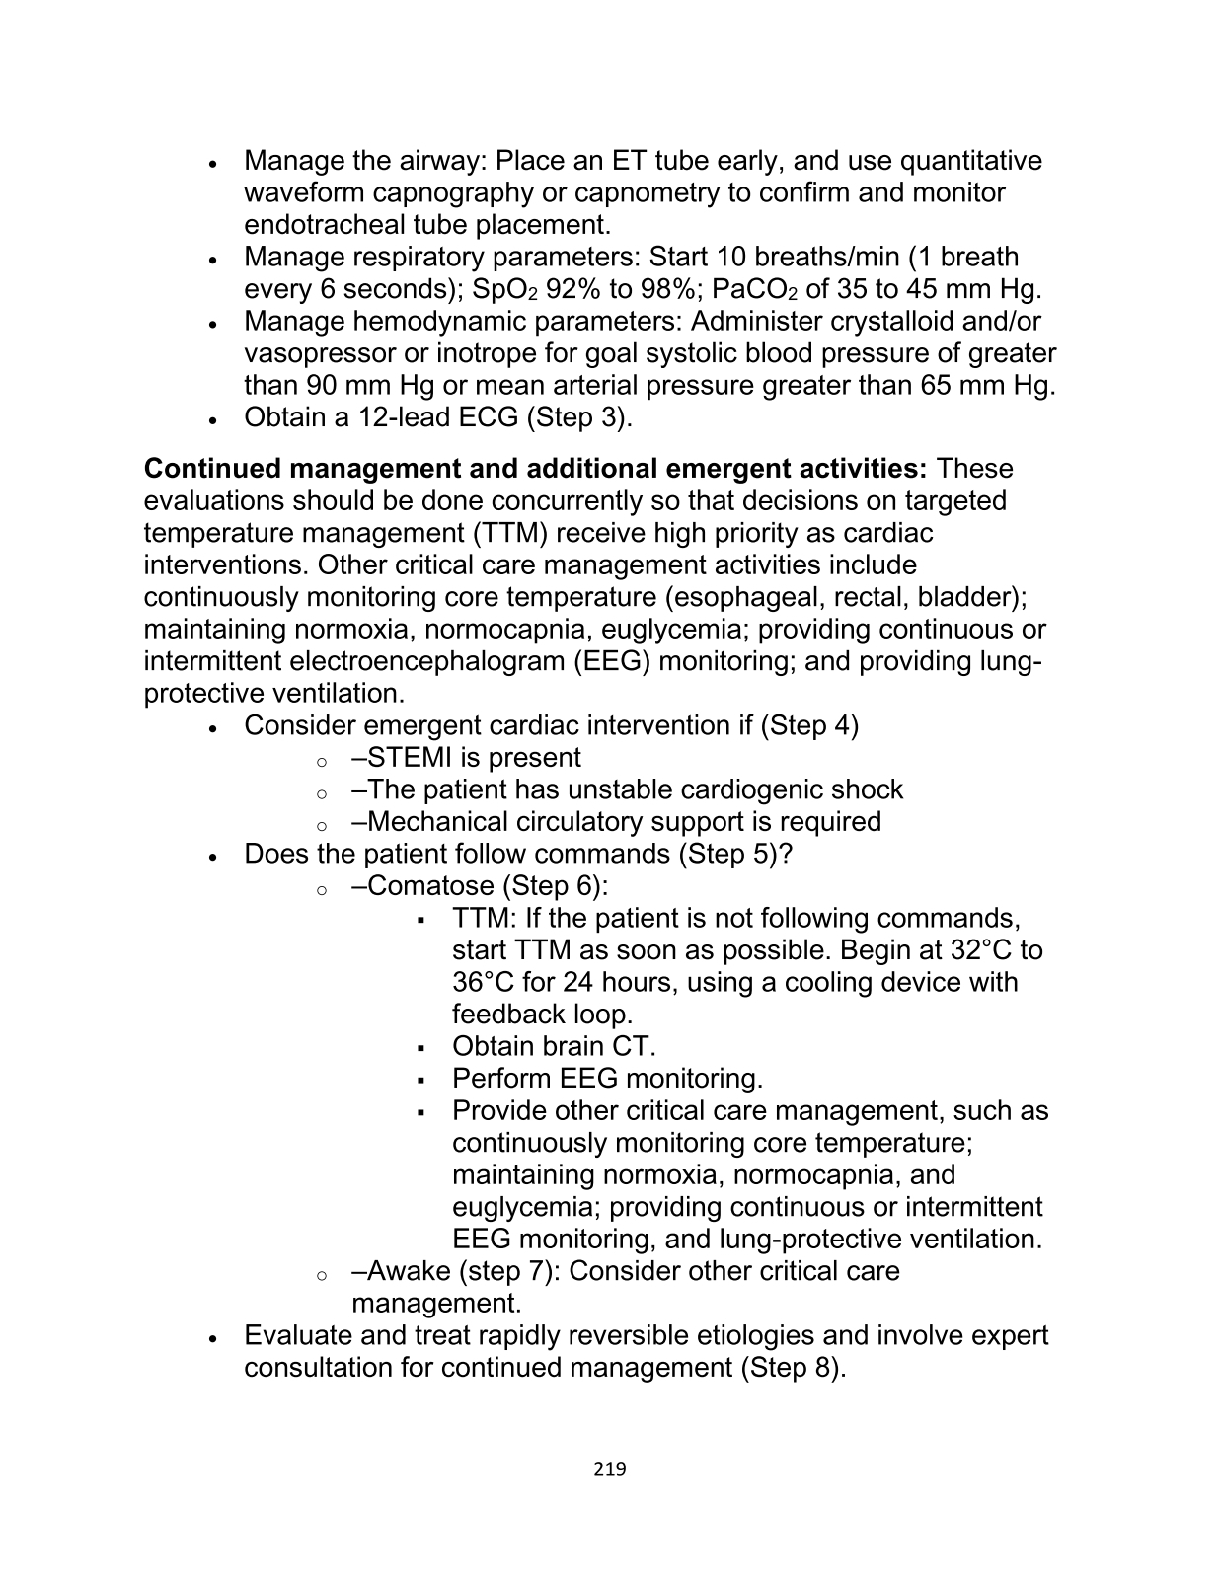 • Manage the airway: Place an ET tube early, and use quantitative
waveform capnography or capnometry to confirm and monitor
endotracheal tube placement.
• Manage respiratory parameters: Start 10 breaths/min (1 breath
every 6 seconds); SpO₂ 92% to 98%; PaCO₂ of 35 to 45 mm Hg.
• Manage hemodynamic parameters: Administer crystalloid and/or
vasopressor or inotrope for goal systolic blood pressure of greater
than 90 mm Hg or mean arterial pressure greater than 65 mm Hg.
• Obtain a 12-lead ECG (Step 3).
Continued management and additional emergent activities: These
evaluations should be done concurrently so that decisions on targeted
temperature management (TTM) receive high priority as cardiac
interventions. Other critical care management activities include
continuously monitoring core temperature (esophageal, rectal, bladder);
maintaining normoxia, normocapnia, euglycemia; providing continuous or
intermittent electroencephalogram (EEG) monitoring; and providing lung-
protective ventilation.
• Consider emergent cardiac intervention if (Step 4)
○ –STEMI is present
○ –The patient has unstable cardiogenic shock
○ –Mechanical circulatory support is required
• Does the patient follow commands (Step 5)?
○ –Comatose (Step 6):
▪ TTM: If the patient is not following commands,
start TTM as soon as possible. Begin at 32°C to
36°C for 24 hours, using a cooling device with
feedback loop.
▪ Obtain brain CT.
▪ Perform EEG monitoring.
▪ Provide other critical care management, such as
continuously monitoring core temperature;
maintaining normoxia, normocapnia, and
euglycemia; providing continuous or intermittent
EEG monitoring, and lung-protective ventilation.
○ –Awake (step 7): Consider other critical care
management.
• Evaluate and treat rapidly reversible etiologies and involve expert
consultation for continued management (Step 8).
219